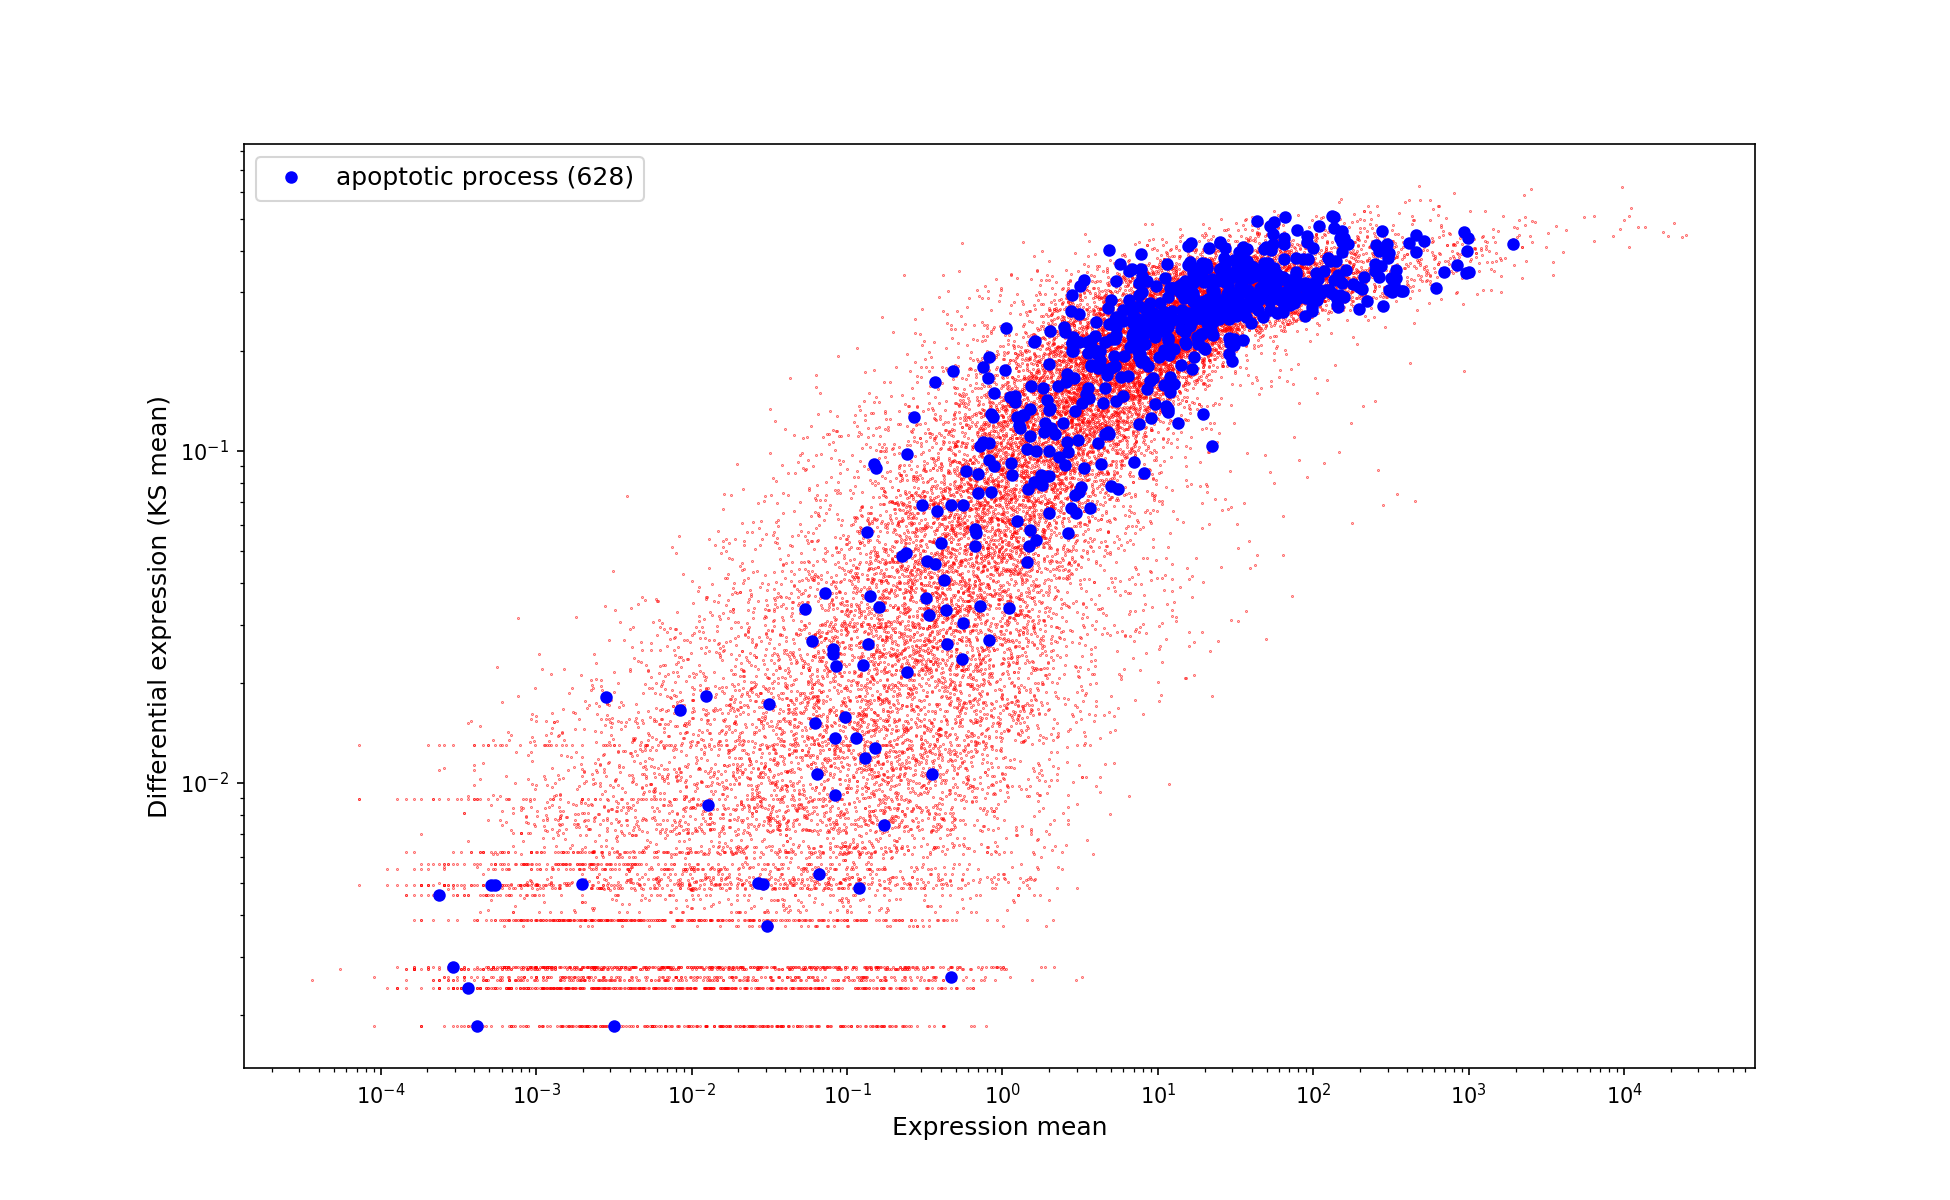 apoptotic process (628)
Differential expression (KS mean)
10⁻¹
10⁻²
10⁻⁴ 10⁻³ 10⁻² 10⁻¹ 10⁰ 10¹ 10² 10³ 10⁴
Expression mean